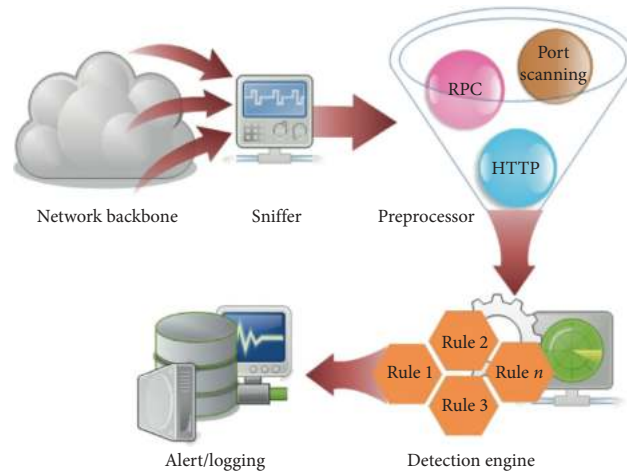 Port
scanning
RPC
HTTP
Network backbone
Sniffer
Preprocessor
Rule 2
Rule 1
Rule n
Rule 3
Alert/logging
Detection engine